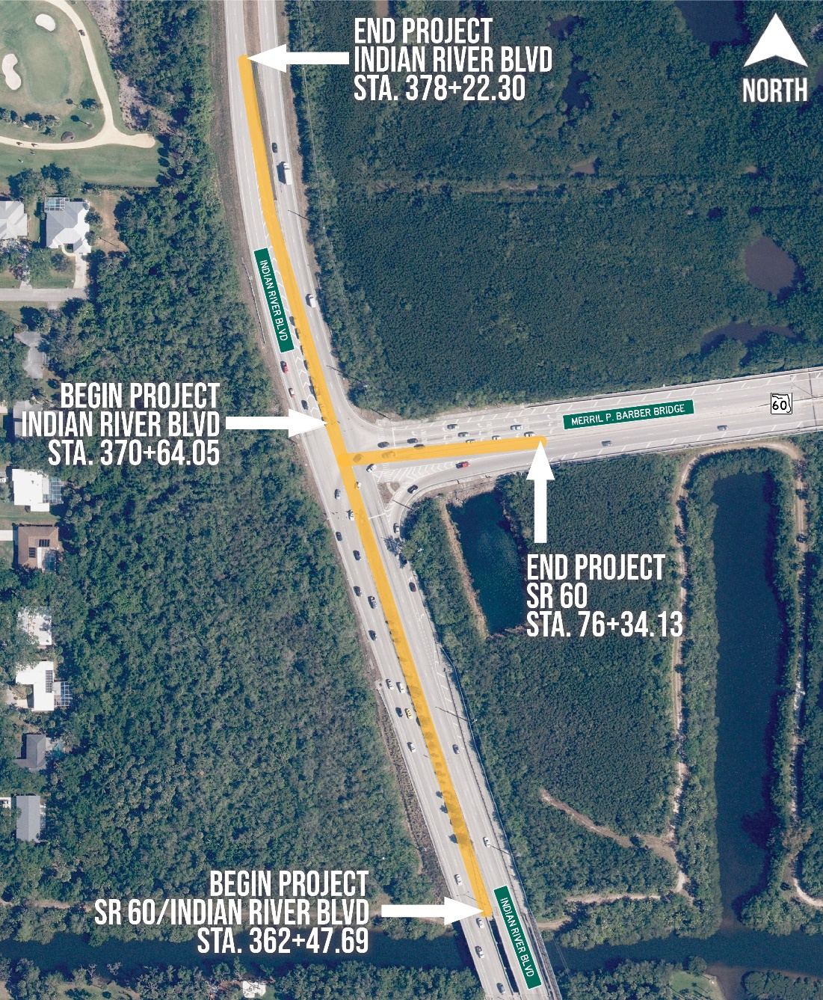 END PROJECT
INDIAN RIVER BLVD
STA. 378+22.30
NORTH
INDIAN RIVER BLVD
BEGIN PROJECT
INDIAN RIVER BLVD
STA. 370+64.05
MERRIL P. BARBER BRIDGE
60
END PROJECT
SR 60
STA. 76+34.13
BEGIN PROJECT
SR 60/INDIAN RIVER BLVD
STA. 362+47.69
INDIAN RIVER BLVD